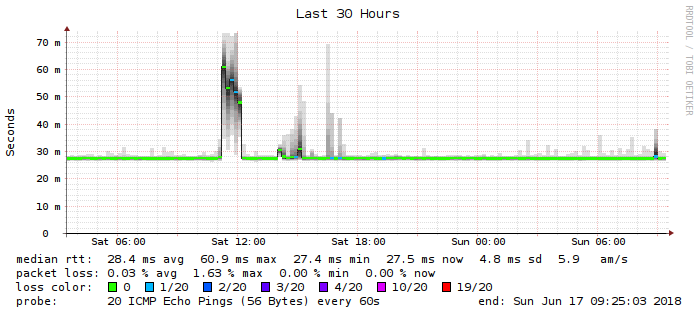 Last 30 Hours
RRDTOOL / TOBI OETIKER
Seconds
70 m
60 m
50 m
40 m
30 m
20 m
10 m
0
Sat 06:00 Sat 12:00 Sat 18:00 Sun 00:00 Sun 06:00
median rtt: 28.4 ms avg 60.9 ms max 27.4 ms min 27.5 ms now 4.8 ms sd 5.9 am/s
packet loss: 0.03 % avg 1.63 % max 0.00 % min 0.00 % now
loss color: 0 1/20 2/20 3/20 4/20 10/20 19/20
probe: 20 ICMP Echo Pings (56 Bytes) every 60s end: Sun Jun 17 09:25:03 2018